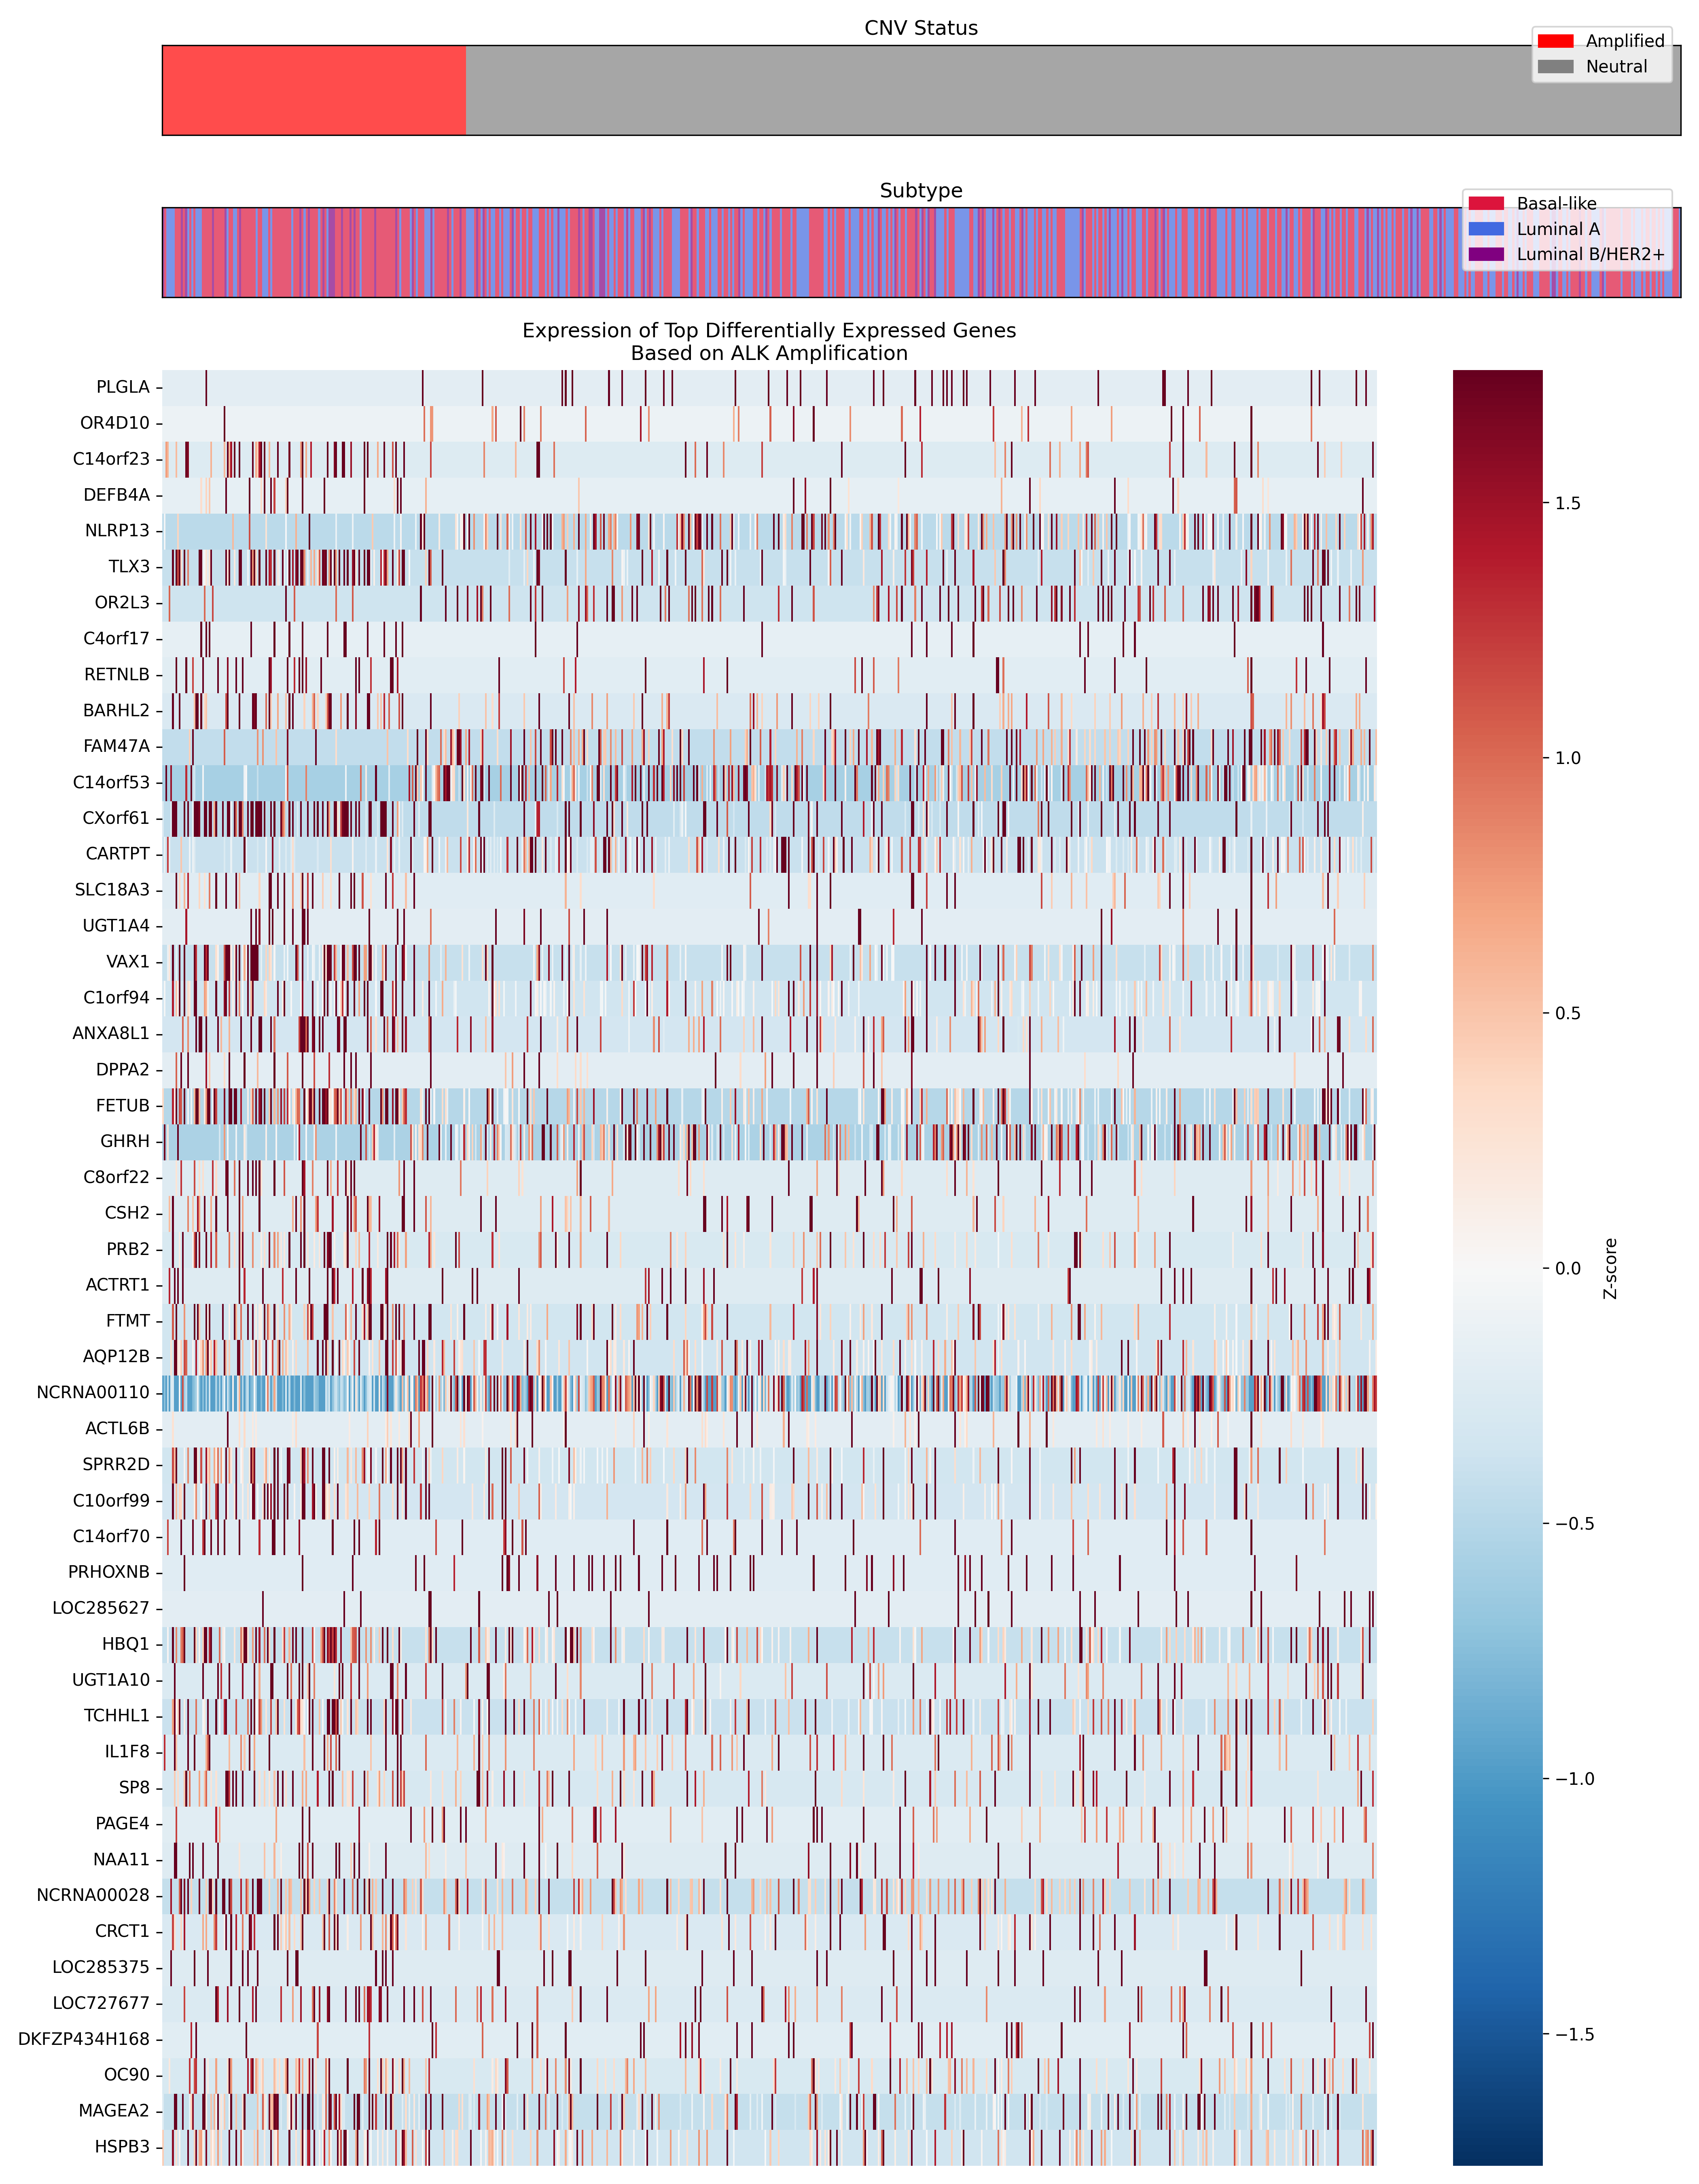 CNV Status
Amplified
Neutral
Subtype
Basal-like
Luminal A
Luminal B/HER2+
Expression of Top Differentially Expressed Genes
Based on ALK Amplification
PLGLA
OR4D10
C14orf23
DEFB4A
NLRP13
TLX3
OR2L3
C4orf17
RETNLB
BARHL2
FAM47A
C14orf53
CXorf61
CARTPT
SLC18A3
UGT1A4
VAX1
C1orf94
ANXA8L1
DPPA2
FETUB
GHRH
C8orf22
CSH2
PRB2
ACTRT1
FTMT
AQP12B
NCRNA00110
ACTL6B
SPRR2D
C10orf99
C14orf70
PRHOXNB
LOC285627
HBQ1
UGT1A10
TCHHL1
IL1F8
SP8
PAGE4
NAA11
NCRNA00028
CRCT1
LOC285375
LOC727677
DKFZP434H168
OC90
MAGEA2
HSPB3
1.5
1.0
0.5
0.0
−0.5
−1.0
−1.5
Z-score